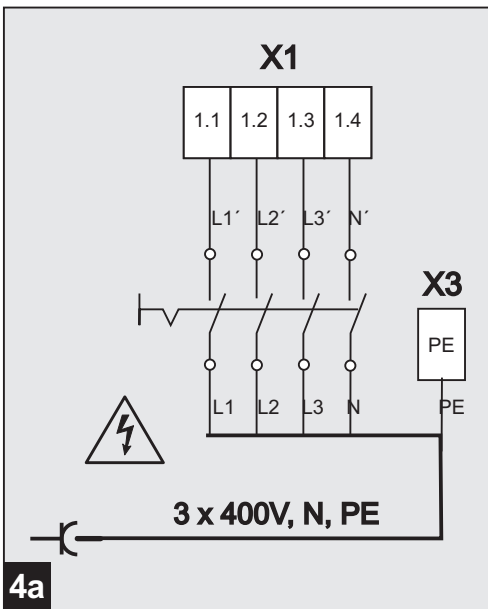 X1
1.1 1.2 1.3 1.4
L1´ L2´ L3´ N´
X3
PE
L1 L2 L3 N PE
3 x 400V, N, PE
4a